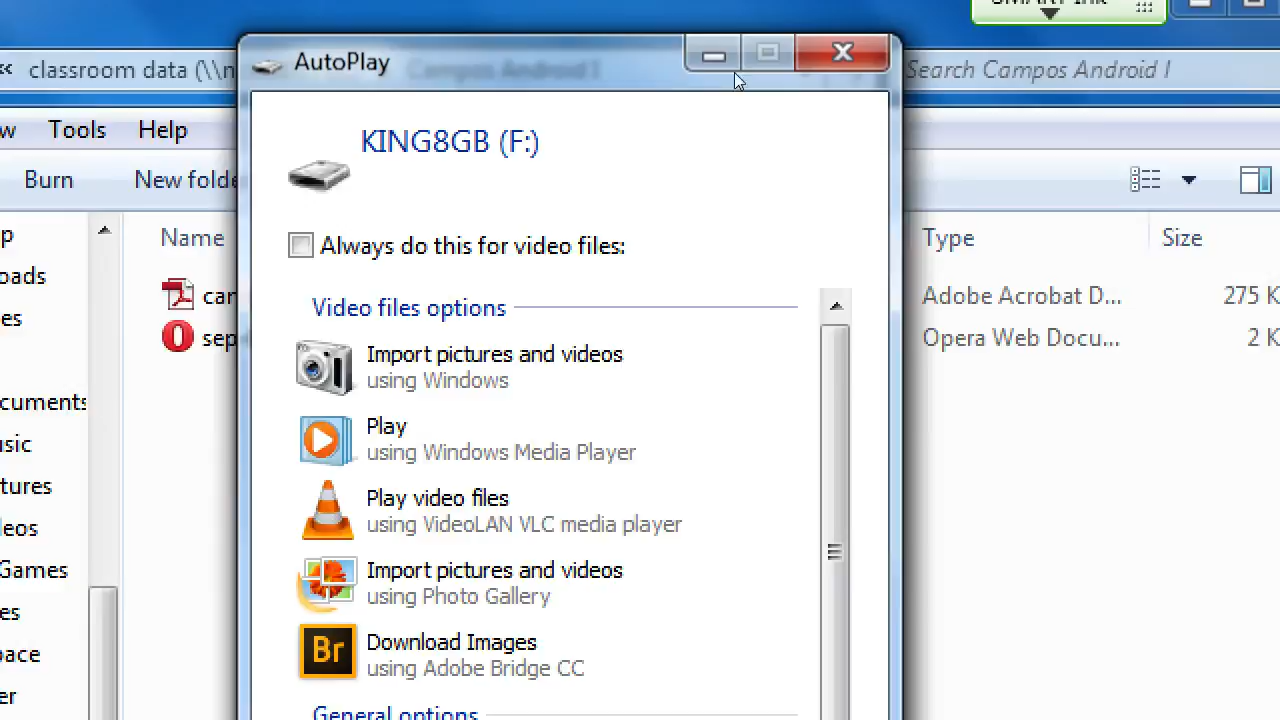 classroom data (\\n
Search Campos Android I
AutoPlay
w Tools Help
Burn New folde
KING8GB (F:)
Always do this for video files:
Name Type Size
Video files options
car Adobe Acrobat D... 275 K
sep Opera Web Docu... 2 K
Import pictures and videos
using Windows
Play
using Windows Media Player
Play video files
using VideoLAN VLC media player
Import pictures and videos
using Photo Gallery
Br
Download Images
using Adobe Bridge CC
General options
p
oads
es
ocuments
usic
tures
deos
Games
es
pace
er